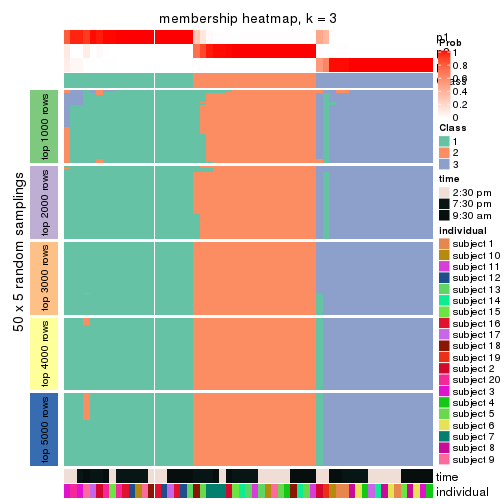 membership heatmap, k = 3
p1
Prob
1
0.8
0.6
0.4
0.2
0
Class
1
2
3
time
2:30 pm
7:30 pm
9:30 am
individual
subject 1
subject 10
subject 11
subject 12
subject 13
subject 14
subject 15
subject 16
subject 17
subject 18
subject 19
subject 2
subject 20
subject 3
subject 4
subject 5
subject 6
subject 7
subject 8
subject 9
50 x 5 random samplings
top 1000 rows
top 2000 rows
top 3000 rows
top 4000 rows
top 5000 rows
time
individual